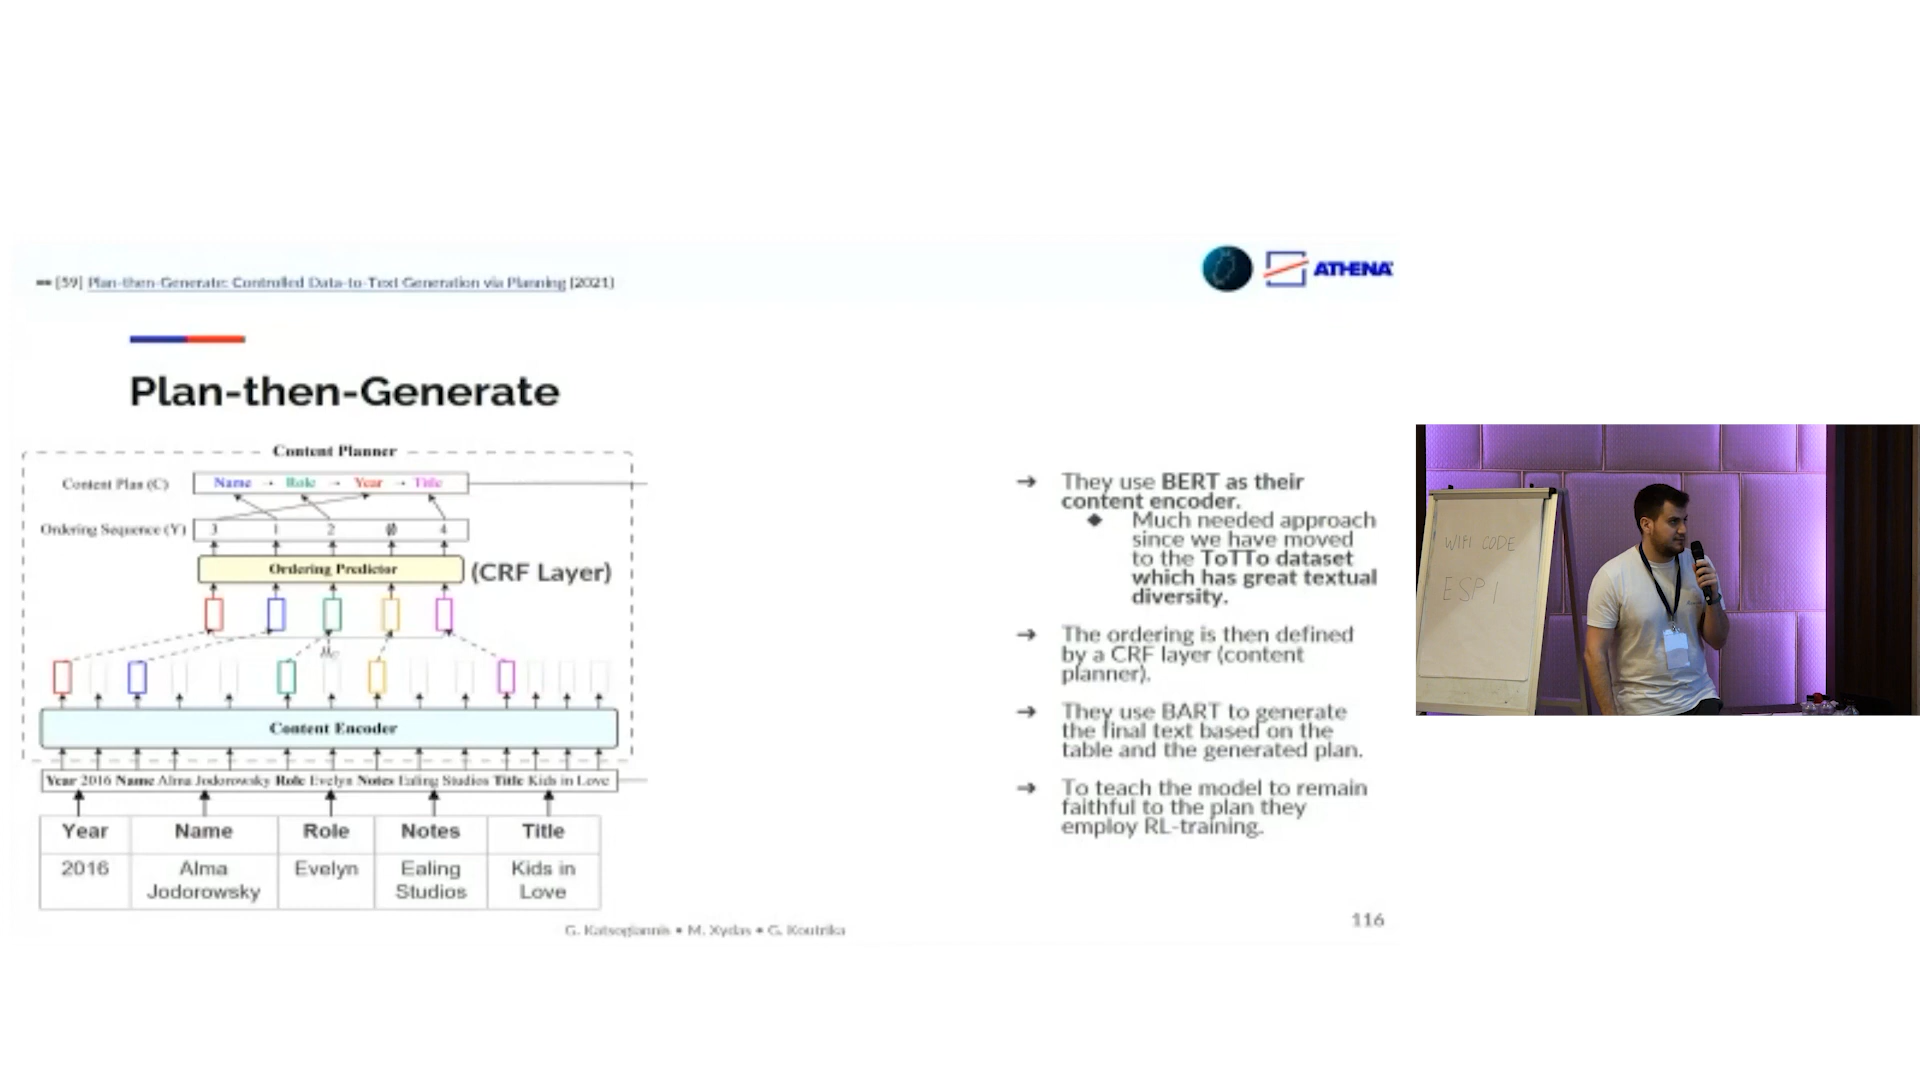 [59] Plan-then-Generate: Controlled Data-to-Text Generation via Planning (2021)
ATHENA
Plan-then-Generate
Content Planner
Content Plan (C) Name → Role → Year → Title
Ordering Sequence (Y) 3 1 2 ∅ 4
Ordering Predictor (CRF Layer)
Content Encoder
Year 2016 Name Alma Jodorowsky Role Evelyn Notes Ealing Studios Title Kids in Love
Year Name Role Notes Title
2016 Alma Jodorowsky Evelyn Ealing Studios Kids in Love
➔ They use BERT as their
content encoder.
◆ Much needed approach
since we have moved
to the ToTTo dataset
which has great textual
diversity.
➔ The ordering is then defined
by a CRF layer (content
planner).
➔ They use BART to generate
the final text based on the
table and the generated plan.
➔ To teach the model to remain
faithful to the plan they
employ RL-training.
G. Katsogiannis • M. Xydas • G. Koutrika
116
WIFI CODE
ESP1